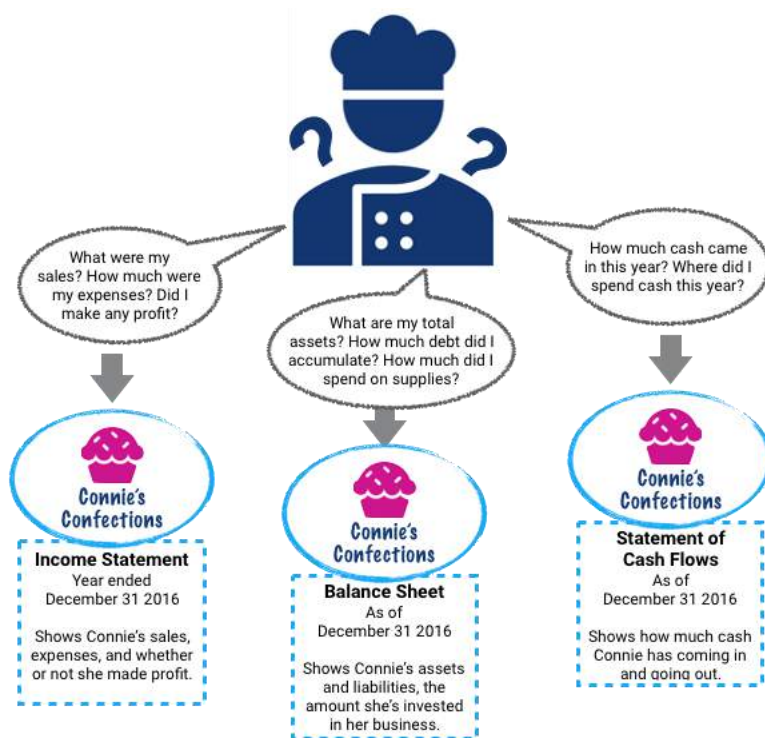 What were my
sales? How much were
my expenses? Did I
make any profit?
What are my total
assets? How much debt did I
accumulate? How much did I
spend on supplies?
How much cash came
in this year? Where did I
spend cash this year?
Connie's
Confections
Income Statement
Year ended
December 31 2016
Shows Connie's sales,
expenses, and whether
or not she made profit.
Connie's
Confections
Balance Sheet
As of
December 31 2016
Shows Connie's assets
and liabilities, the
amount she's invested
in her business.
Connie's
Confections
Statement of
Cash Flows
As of
December 31 2016
Shows how much cash
Connie has coming in
and going out.